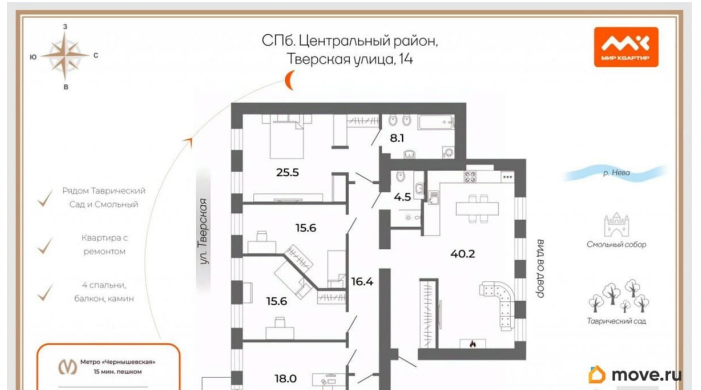 З
Ю
С
В
СПб. Центральный район,
Тверская улица, 14
МИР КВАРТИР
Рядом Таврический
Сад и Смольный
Квартира с
ремонтом
4 спальни,
балкон, камин
Метро «Чернышевская»
15 мин. пешком
ул. Тверская
25.5
8.1
4.5
15.6
40.2
16.4
15.6
18.0
вид во двор
р. Нева
Смольный собор
Таврический сад
move.ru